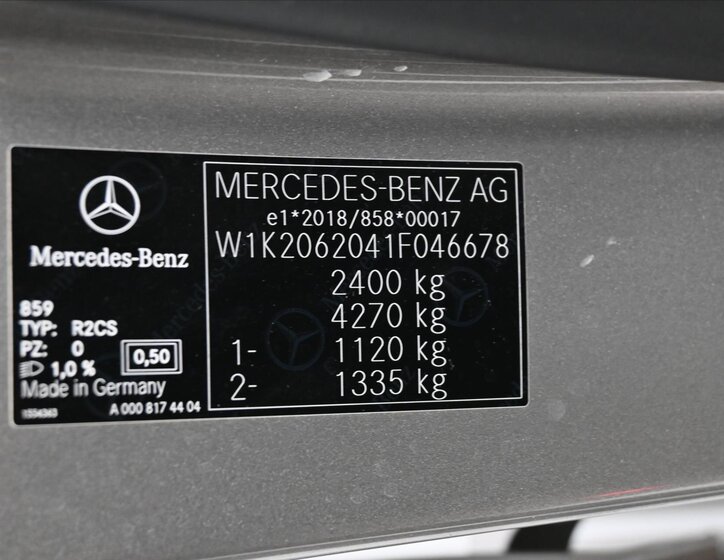 Mercedes-Benz
859
TYP: R2CS
PZ: 0
1,0 %
0,50
Made in Germany
A 000 817 44 04
MERCEDES-BENZ AG
e1*2018/858*00017
W1K2062041F046678
2400 kg
4270 kg
1- 1120 kg
2- 1335 kg